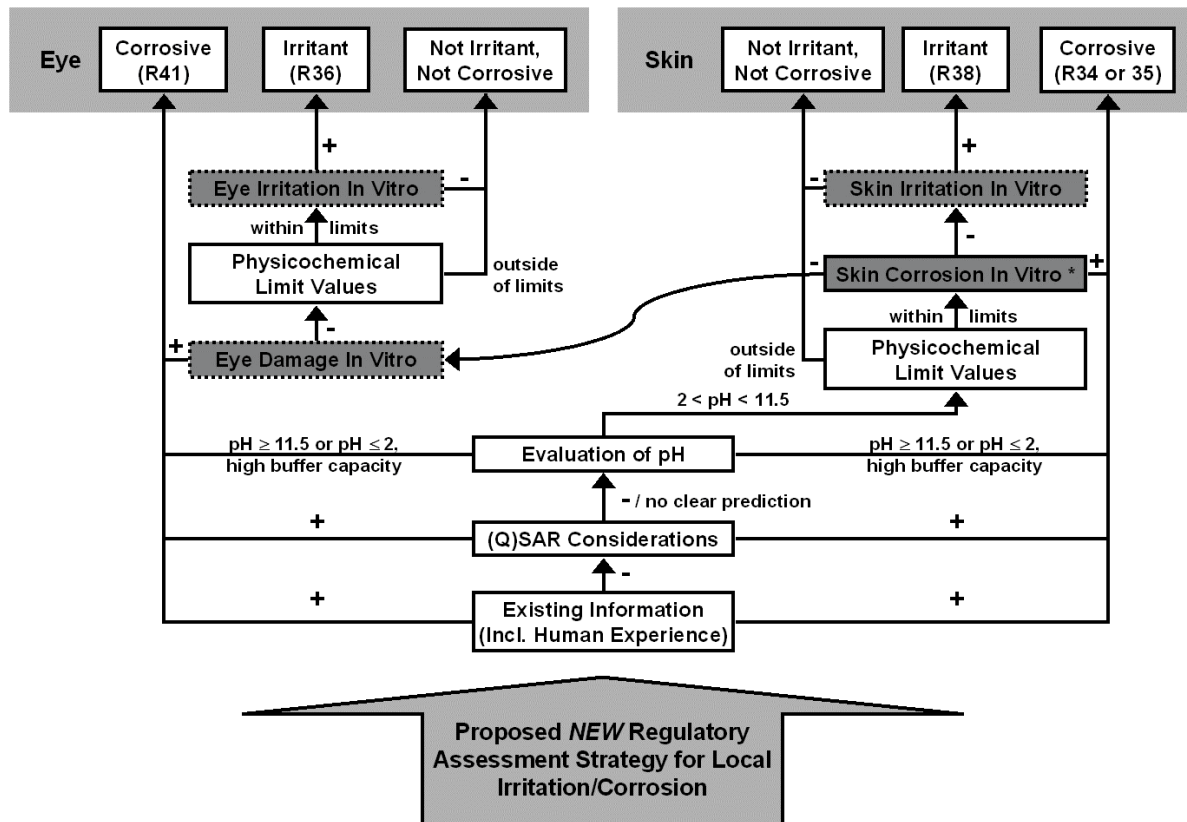 Eye
Corrosive
(R41)
Irritant
(R36)
Not Irritant,
Not Corrosive
Skin
Not Irritant,
Not Corrosive
Irritant
(R38)
Corrosive
(R34 or 35)
+
Eye Irritation In Vitro
-
within limits
Physicochemical
Limit Values
outside
of limits
-
+
Eye Damage In Vitro
+
-
Skin Irritation In Vitro
-
-
Skin Corrosion In Vitro *
+
within limits
outside
of limits
Physicochemical
Limit Values
2 < pH < 11.5
pH ≥ 11.5 or pH ≤ 2,
high buffer capacity
Evaluation of pH
pH ≥ 11.5 or pH ≤ 2,
high buffer capacity
- / no clear prediction
+
(Q)SAR Considerations
+
-
+
Existing Information
(Incl. Human Experience)
+
Proposed NEW Regulatory
Assessment Strategy for Local
Irritation/Corrosion